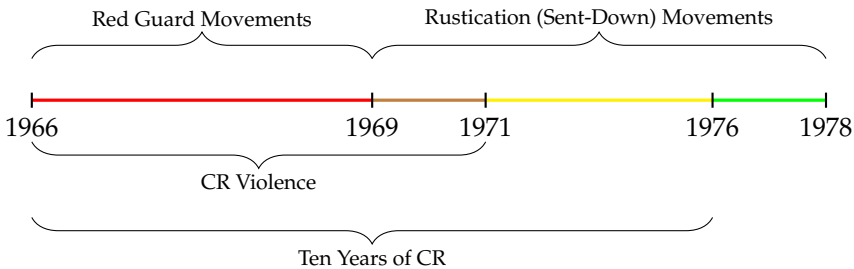 Red Guard Movements
Rustication (Sent-Down) Movements
1966
1969
1971
1976
1978
CR Violence
Ten Years of CR